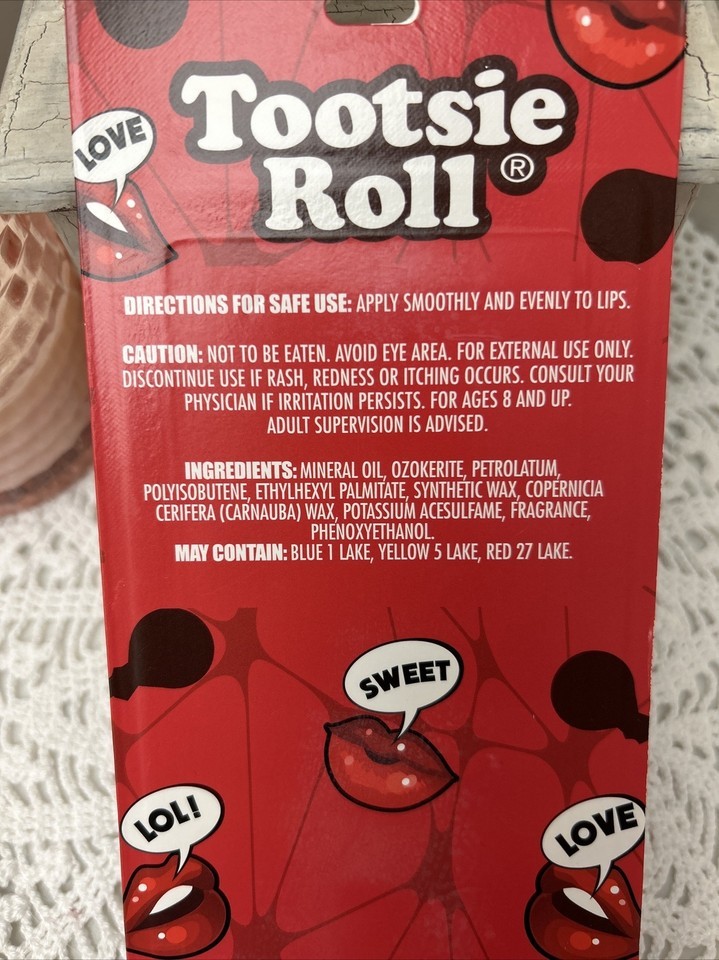 LOVE
Tootsie
Roll®
DIRECTIONS FOR SAFE USE: APPLY SMOOTHLY AND EVENLY TO LIPS.
CAUTION: NOT TO BE EATEN. AVOID EYE AREA. FOR EXTERNAL USE ONLY.
DISCONTINUE USE IF RASH, REDNESS OR ITCHING OCCURS. CONSULT YOUR
PHYSICIAN IF IRRITATION PERSISTS. FOR AGES 8 AND UP.
ADULT SUPERVISION IS ADVISED.
INGREDIENTS: MINERAL OIL, OZOKERITE, PETROLATUM,
POLYISOBUTENE, ETHYLHEXYL PALMITATE, SYNTHETIC WAX, COPERNICIA
CERIFERA (CARNAUBA) WAX, POTASSIUM ACESULFAME, FRAGRANCE,
PHENOXYETHANOL.
MAY CONTAIN: BLUE 1 LAKE, YELLOW 5 LAKE, RED 27 LAKE.
SWEET
LOL!
LOVE